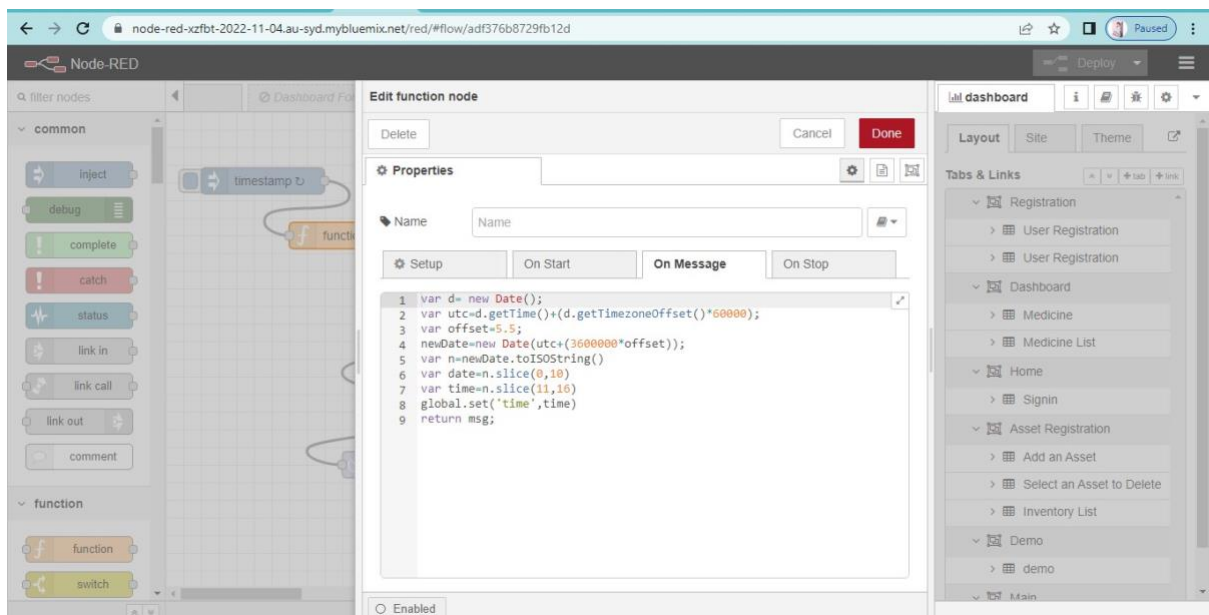 node-red-xzfbt-2022-11-04.au-syd.mybluemix.net/red/#flow/adf376b8729fb12d
Paused
Node-RED
Deploy
filter nodes
Dashboard Fo
Edit function node
dashboard
i
common
Delete
Cancel
Done
Layout
Site
Theme
Properties
Tabs & Links
tab
link
inject
timestamp ↻
Registration
debug
Name
Name
functi
User Registration
complete
User Registration
Setup
On Start
On Message
On Stop
catch
Dashboard
1 var d= new Date();
2 var utc=d.getTime()+(d.getTimezoneOffset()*60000);
3 var offset=5.5;
4 newDate=new Date(utc+(3600000*offset));
5 var n=newDate.toISOString()
6 var date=n.slice(0,10)
7 var time=n.slice(11,16)
8 global.set('time',time)
9 return msg;
status
Medicine
link in
Medicine List
link call
Home
Signin
link out
Asset Registration
comment
Add an Asset
Select an Asset to Delete
function
Inventory List
function
Demo
demo
switch
Main
Enabled